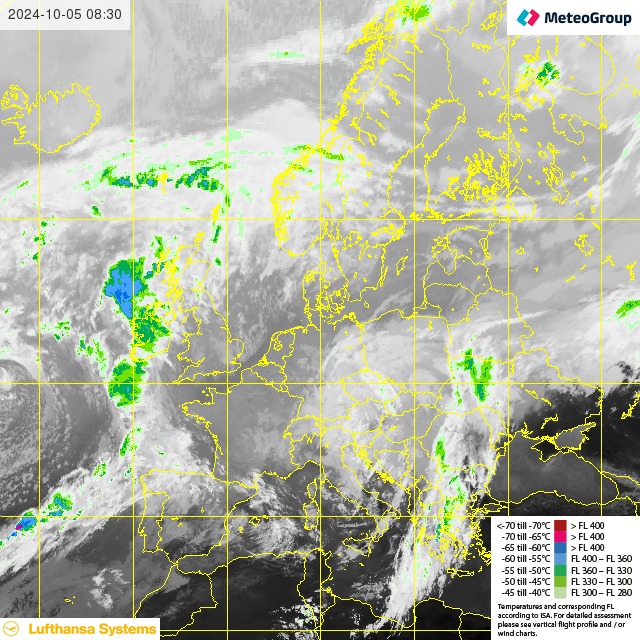 2024-10-05 08:30
MeteoGroup
<-70 till -70°C > FL 400
-70 till -65°C > FL 400
-65 till -60°C > FL 400
-60 till -55°C FL 400 – FL 360
-55 till -50°C FL 360 – FL 330
-50 till -45°C FL 330 – FL 300
-45 till -40°C FL 300 – FL 280
Temperatures and corresponding FL
according to ISA. For detailed assessment
please see vertical flight profile and / or
wind charts.
Lufthansa Systems